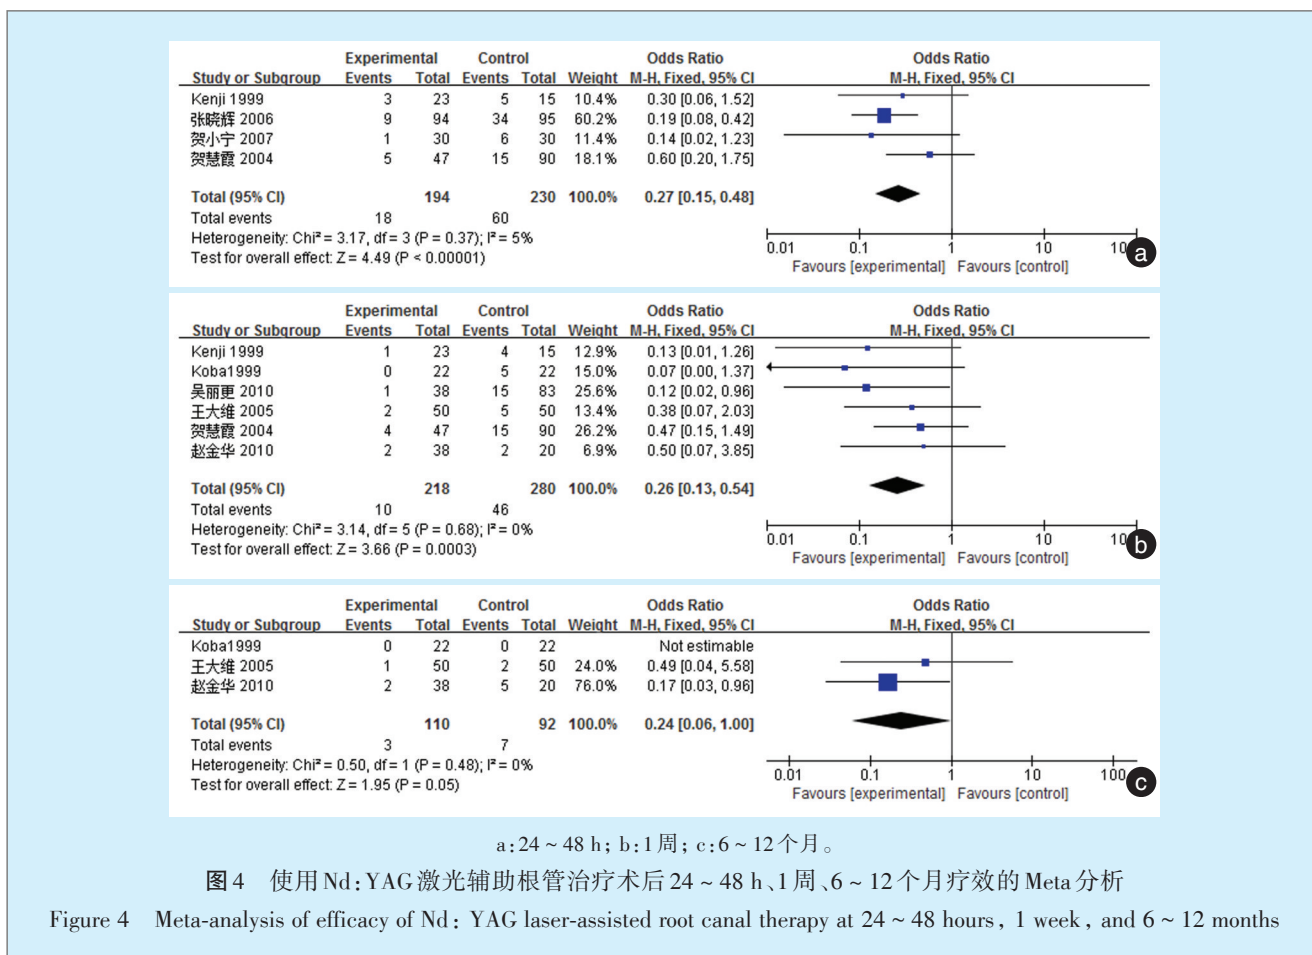 Experimental Control Odds Ratio Odds Ratio
Study or Subgroup Events Total Events Total Weight M-H, Fixed, 95% CI M-H, Fixed, 95% CI
Kenji 1999 3 23 5 15 10.4% 0.30 [0.06, 1.52]
张晓辉 2006 9 94 34 95 60.2% 0.19 [0.08, 0.42]
贺小宁 2007 1 30 6 30 11.4% 0.14 [0.02, 1.23]
贺慧霞 2004 5 47 15 90 18.1% 0.60 [0.20, 1.75]
Total (95% CI) 194 230 100.0% 0.27 [0.15, 0.48]
Total events 18 60
Heterogeneity: Chi² = 3.17, df = 3 (P = 0.37); I² = 5%
Test for overall effect: Z = 4.49 (P < 0.00001)
0.01 0.1 1 10 10
Favours [experimental] Favours [control]
a
Experimental Control Odds Ratio Odds Ratio
Study or Subgroup Events Total Events Total Weight M-H, Fixed, 95% CI M-H, Fixed, 95% CI
Kenji 1999 1 23 4 15 12.9% 0.13 [0.01, 1.26]
Koba1999 0 22 5 22 15.0% 0.07 [0.00, 1.37]
吴丽更 2010 1 38 15 83 25.6% 0.12 [0.02, 0.96]
王大维 2005 2 50 5 50 13.4% 0.38 [0.07, 2.03]
贺慧霞 2004 4 47 15 90 26.2% 0.47 [0.15, 1.49]
赵金华 2010 2 38 2 20 6.9% 0.50 [0.07, 3.85]
Total (95% CI) 218 280 100.0% 0.26 [0.13, 0.54]
Total events 10 46
Heterogeneity: Chi² = 3.14, df = 5 (P = 0.68); I² = 0%
Test for overall effect: Z = 3.66 (P = 0.0003)
0.01 0.1 1 10 10
Favours [experimental] Favours [control]
b
Experimental Control Odds Ratio Odds Ratio
Study or Subgroup Events Total Events Total Weight M-H, Fixed, 95% CI M-H, Fixed, 95% CI
Koba1999 0 22 0 22 Not estimable
王大维 2005 1 50 2 50 24.0% 0.49 [0.04, 5.58]
赵金华 2010 2 38 5 20 76.0% 0.17 [0.03, 0.96]
Total (95% CI) 110 92 100.0% 0.24 [0.06, 1.00]
Total events 3 7
Heterogeneity: Chi² = 0.50, df = 1 (P = 0.48); I² = 0%
Test for overall effect: Z = 1.95 (P = 0.05)
0.01 0.1 1 10 100
Favours [experimental] Favours [control]
c
a:24 ~ 48 h; b:1周; c:6 ~ 12个月。
图4 使用Nd:YAG激光辅助根管治疗术后24 ~ 48 h、1周、6 ~ 12个月疗效的Meta分析
Figure 4 Meta-analysis of efficacy of Nd: YAG laser-assisted root canal therapy at 24 ~ 48 hours, 1 week, and 6 ~ 12 months